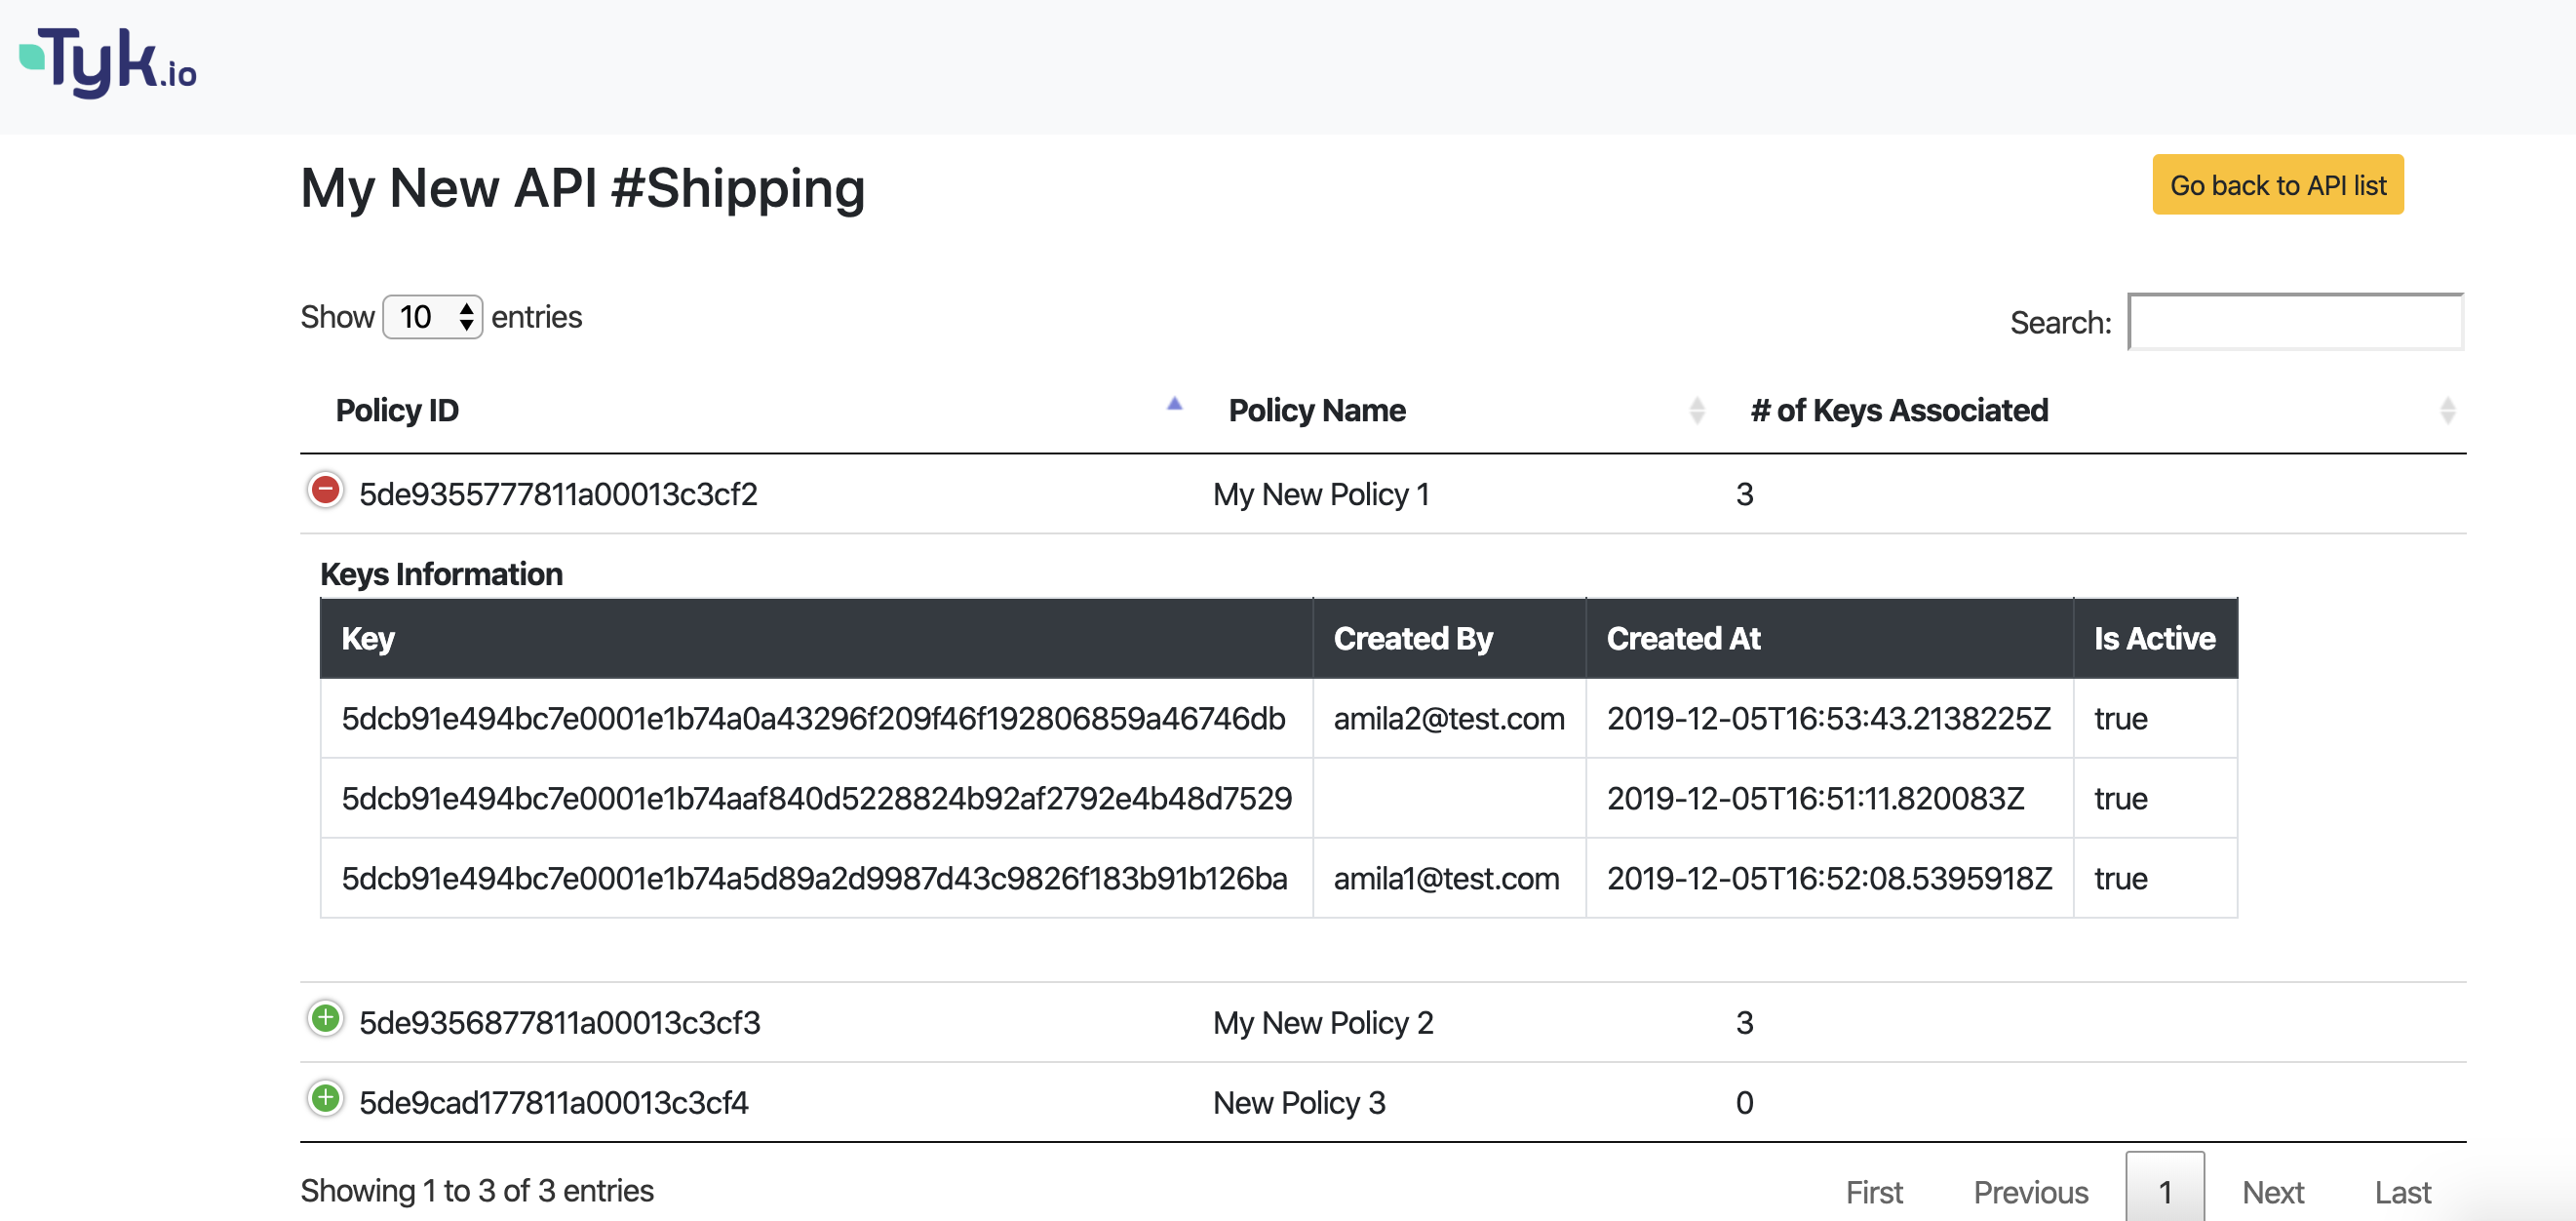 Tyk.io
My New API #Shipping
Go back to API list
Show 10 entries
Search:
Policy ID Policy Name # of Keys Associated
5de9355777811a00013c3cf2 My New Policy 1 3
Keys Information
Key Created By Created At Is Active
5dcb91e494bc7e0001e1b74a0a43296f209f46f192806859a46746db amila2@test.com 2019-12-05T16:53:43.2138225Z true
5dcb91e494bc7e0001e1b74aaf840d5228824b92af2792e4b48d7529 2019-12-05T16:51:11.820083Z true
5dcb91e494bc7e0001e1b74a5d89a2d9987d43c9826f183b91b126ba amila1@test.com 2019-12-05T16:52:08.5395918Z true
5de9356877811a00013c3cf3 My New Policy 2 3
5de9cad177811a00013c3cf4 New Policy 3 0
Showing 1 to 3 of 3 entries
First Previous 1 Next Last